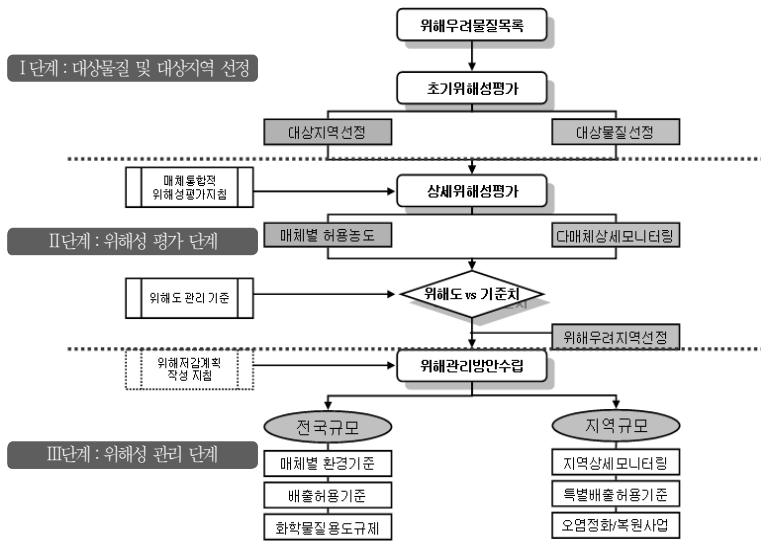 위해우려물질목록
Ⅰ단계 : 대상물질 및 대상지역 선정
초기위해성평가
대상지역선정
대상물질선정
매체통합적
위해성평가지침
상세위해성평가
Ⅱ단계 : 위해성 평가 단계
매체별 허용농도
다매체상세모니터링
위해도 관리 기준
위해도 vs 기준치
위해우려지역선정
위해저감계획
작성 지침
위해관리방안수립
전국규모
지역규모
Ⅲ단계 : 위해성 관리 단계
매체별 환경기준
지역상세모니터링
배출허용기준
특별배출허용기준
화학물질용도규제
오염정화/복원사업